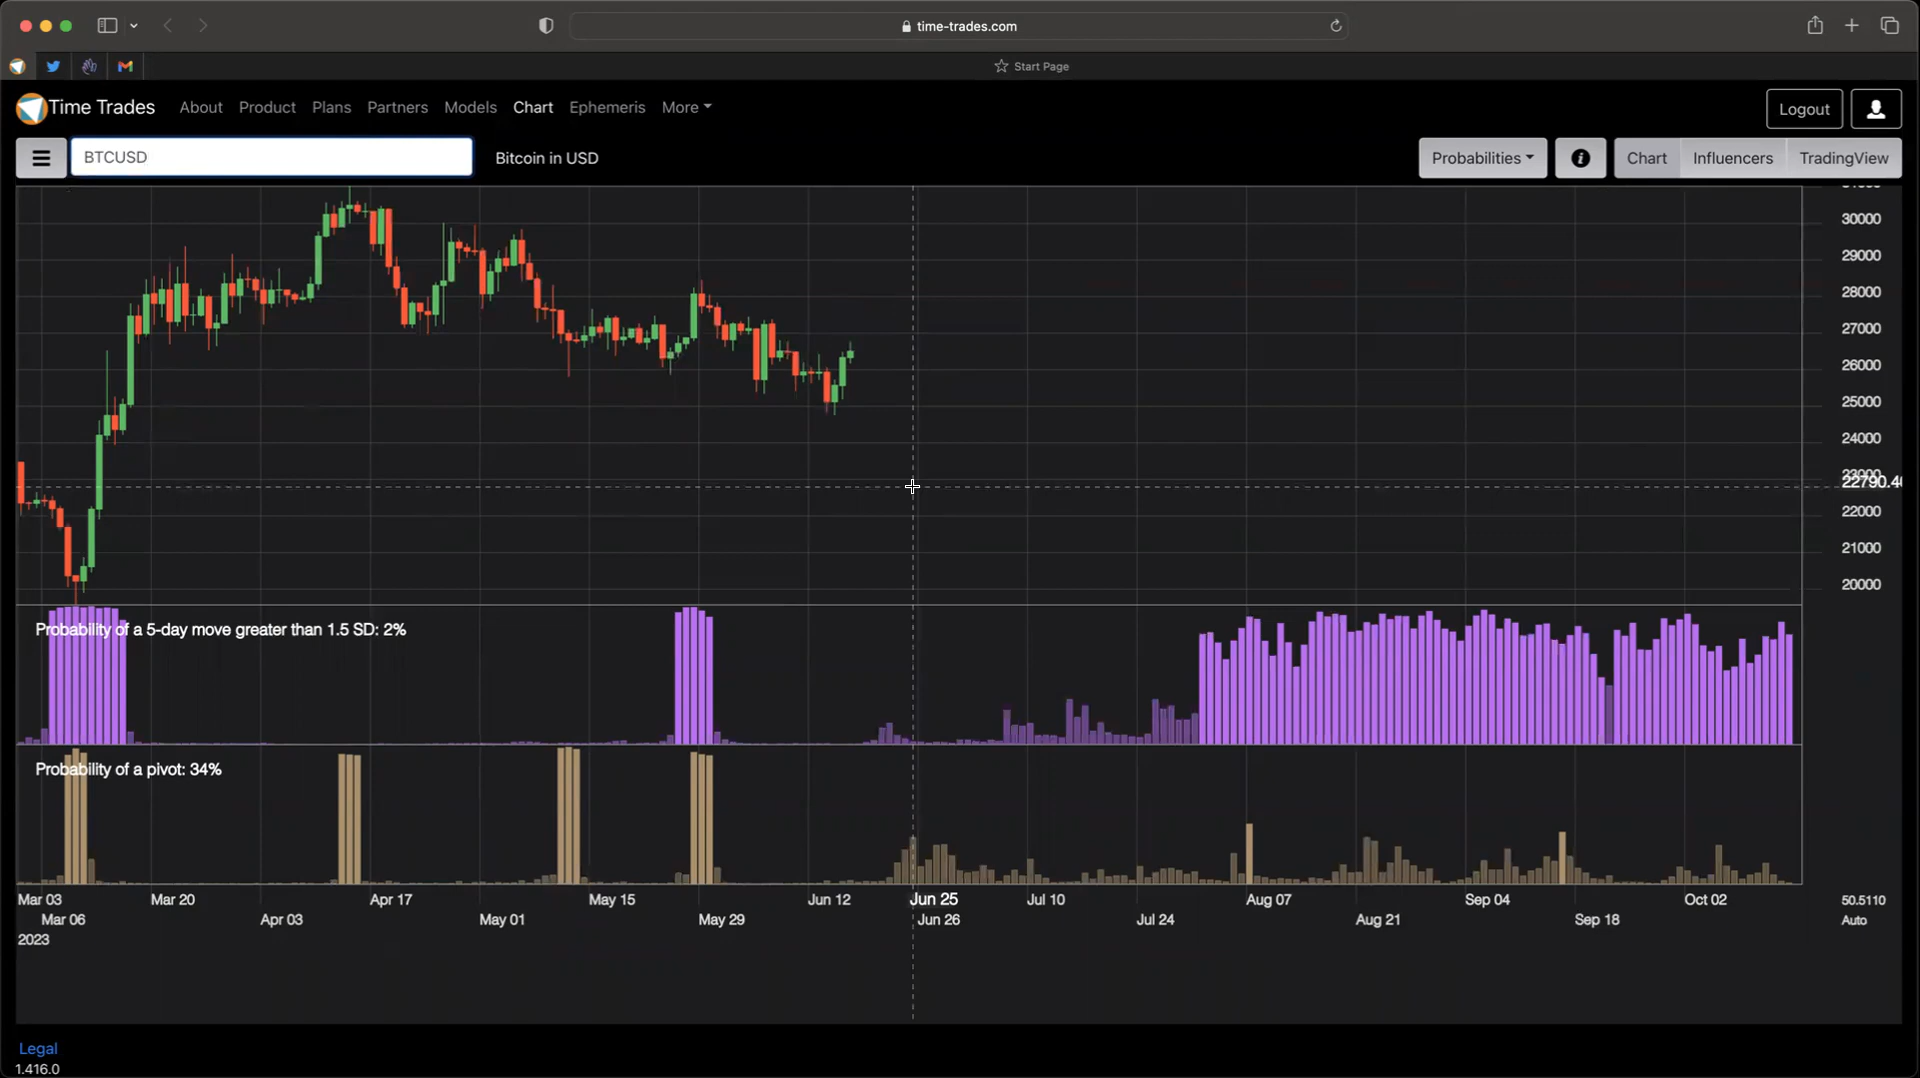 time-trades.com
Start Page
Time Trades About Product Plans Partners Models Chart Ephemeris More Logout
BTCUSD Bitcoin in USD Probabilities Chart Influencers TradingView
30000
29000
28000
27000
26000
25000
24000
23000
22790.4
22000
21000
20000
Probability of a 5-day move greater than 1.5 SD: 2%
Probability of a pivot: 34%
Mar 03 Mar 20 Apr 17 May 15 Jun 12 Jun 25 Jul 10 Aug 07 Sep 04 Oct 02 50.5110
Mar 06 Apr 03 May 01 May 29 Jun 26 Jul 24 Aug 21 Sep 18 Auto
2023
Legal
1.416.0